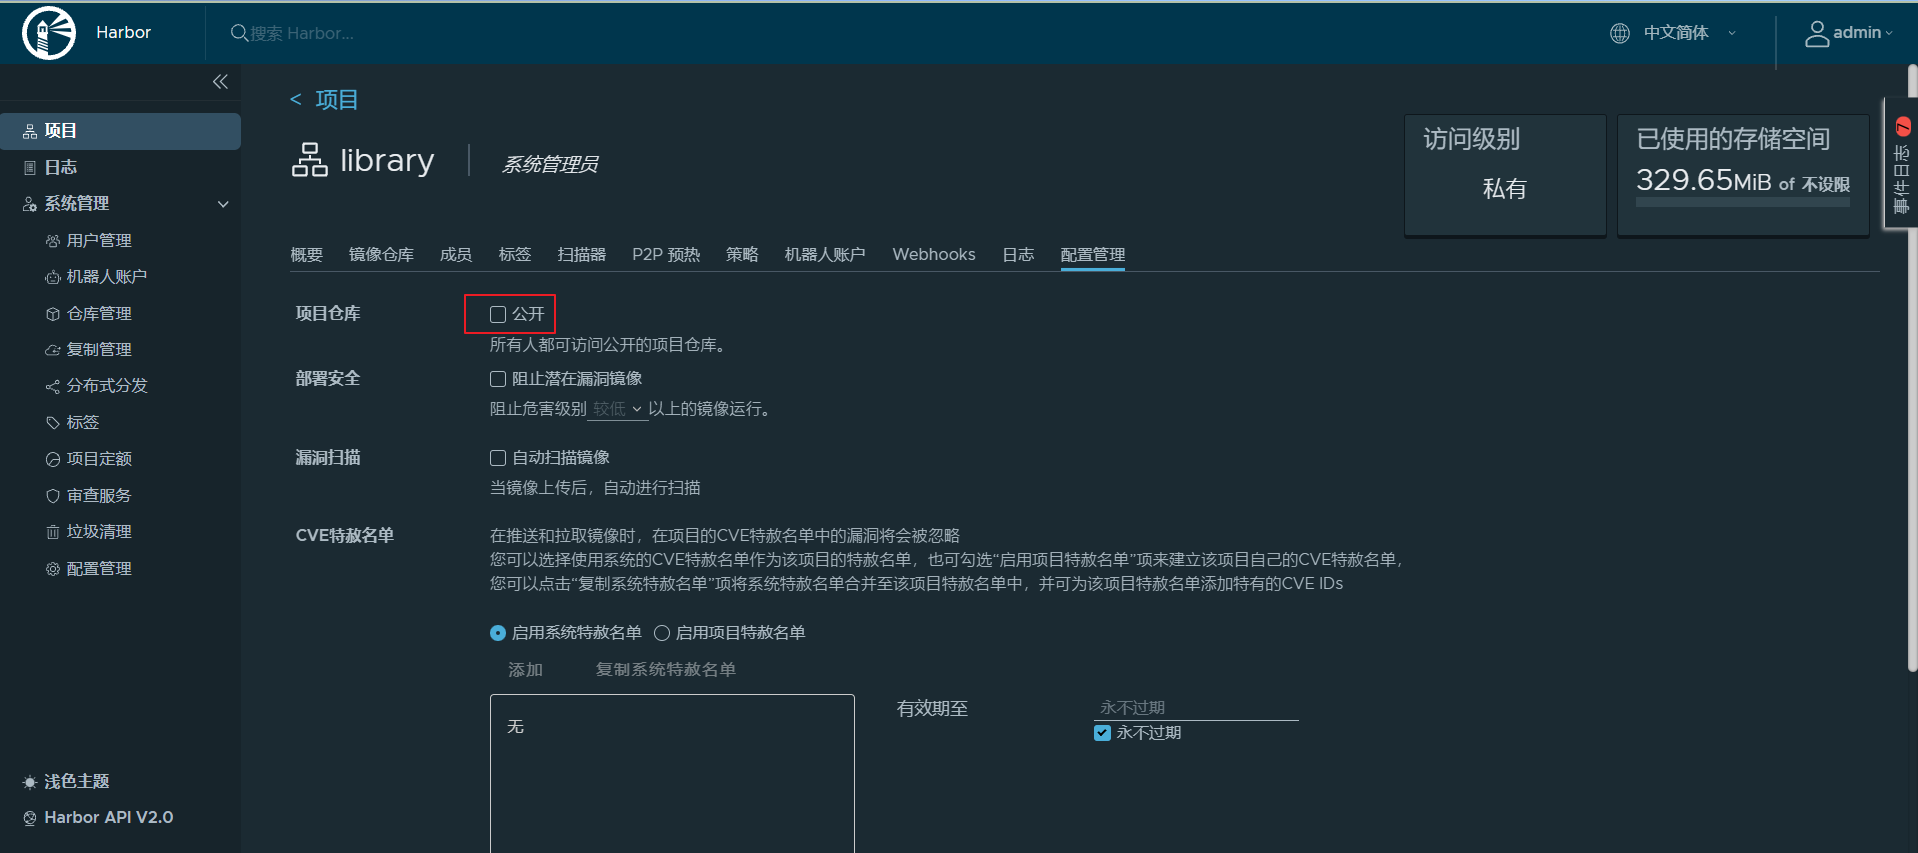 Harbor
搜索 Harbor...
中文简体
admin
项目
日志
系统管理
用户管理
机器人账户
仓库管理
复制管理
分布式分发
标签
项目定额
审查服务
垃圾清理
配置管理
浅色主题
Harbor API V2.0
< 项目
library
系统管理员
访问级别
私有
已使用的存储空间
329.65MiB of 不设限
7
事件日志
概要 镜像仓库 成员 标签 扫描器 P2P 预热 策略 机器人账户 Webhooks 日志 配置管理
项目仓库 公开
所有人都可访问公开的项目仓库。
部署安全 阻止潜在漏洞镜像
阻止危害级别 较低 以上的镜像运行。
漏洞扫描 自动扫描镜像
当镜像上传后，自动进行扫描
CVE特赦名单 在推送和拉取镜像时，在项目的CVE特赦名单中的漏洞将会被忽略
您可以选择使用系统的CVE特赦名单作为该项目的特赦名单，也可勾选“启用项目特赦名单”项来建立该项目自己的CVE特赦名单，
您可以点击“复制系统特赦名单”项将系统特赦名单合并至该项目特赦名单中，并可为该项目特赦名单添加特有的CVE IDs
启用系统特赦名单 启用项目特赦名单
添加 复制系统特赦名单
无
有效期至 永不过期
永不过期